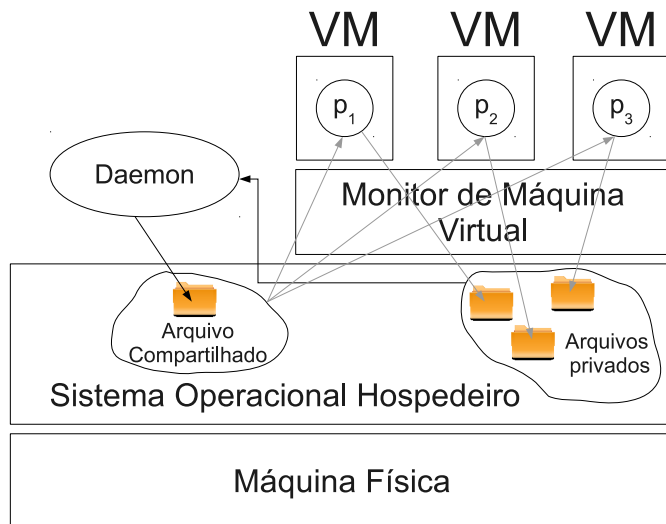 VM
VM
VM
p1
p2
p3
Daemon
Monitor de Máquina
Virtual
Arquivo
Compartilhado
Arquivos
privados
Sistema Operacional Hospedeiro
Máquina Física